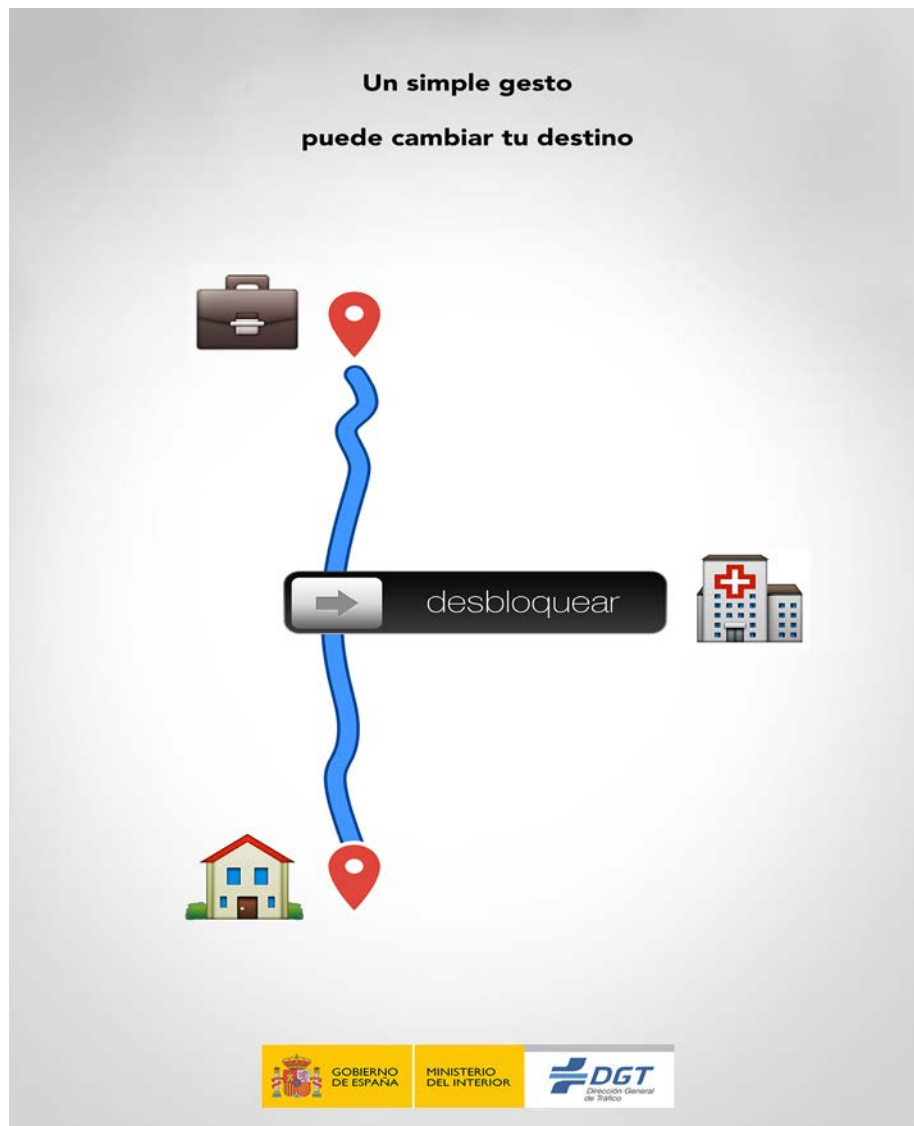 Un simple gesto
puede cambiar tu destino
desbloquear
GOBIERNO
DE ESPAÑA
MINISTERIO
DEL INTERIOR
DGT
Dirección General
de Tráfico